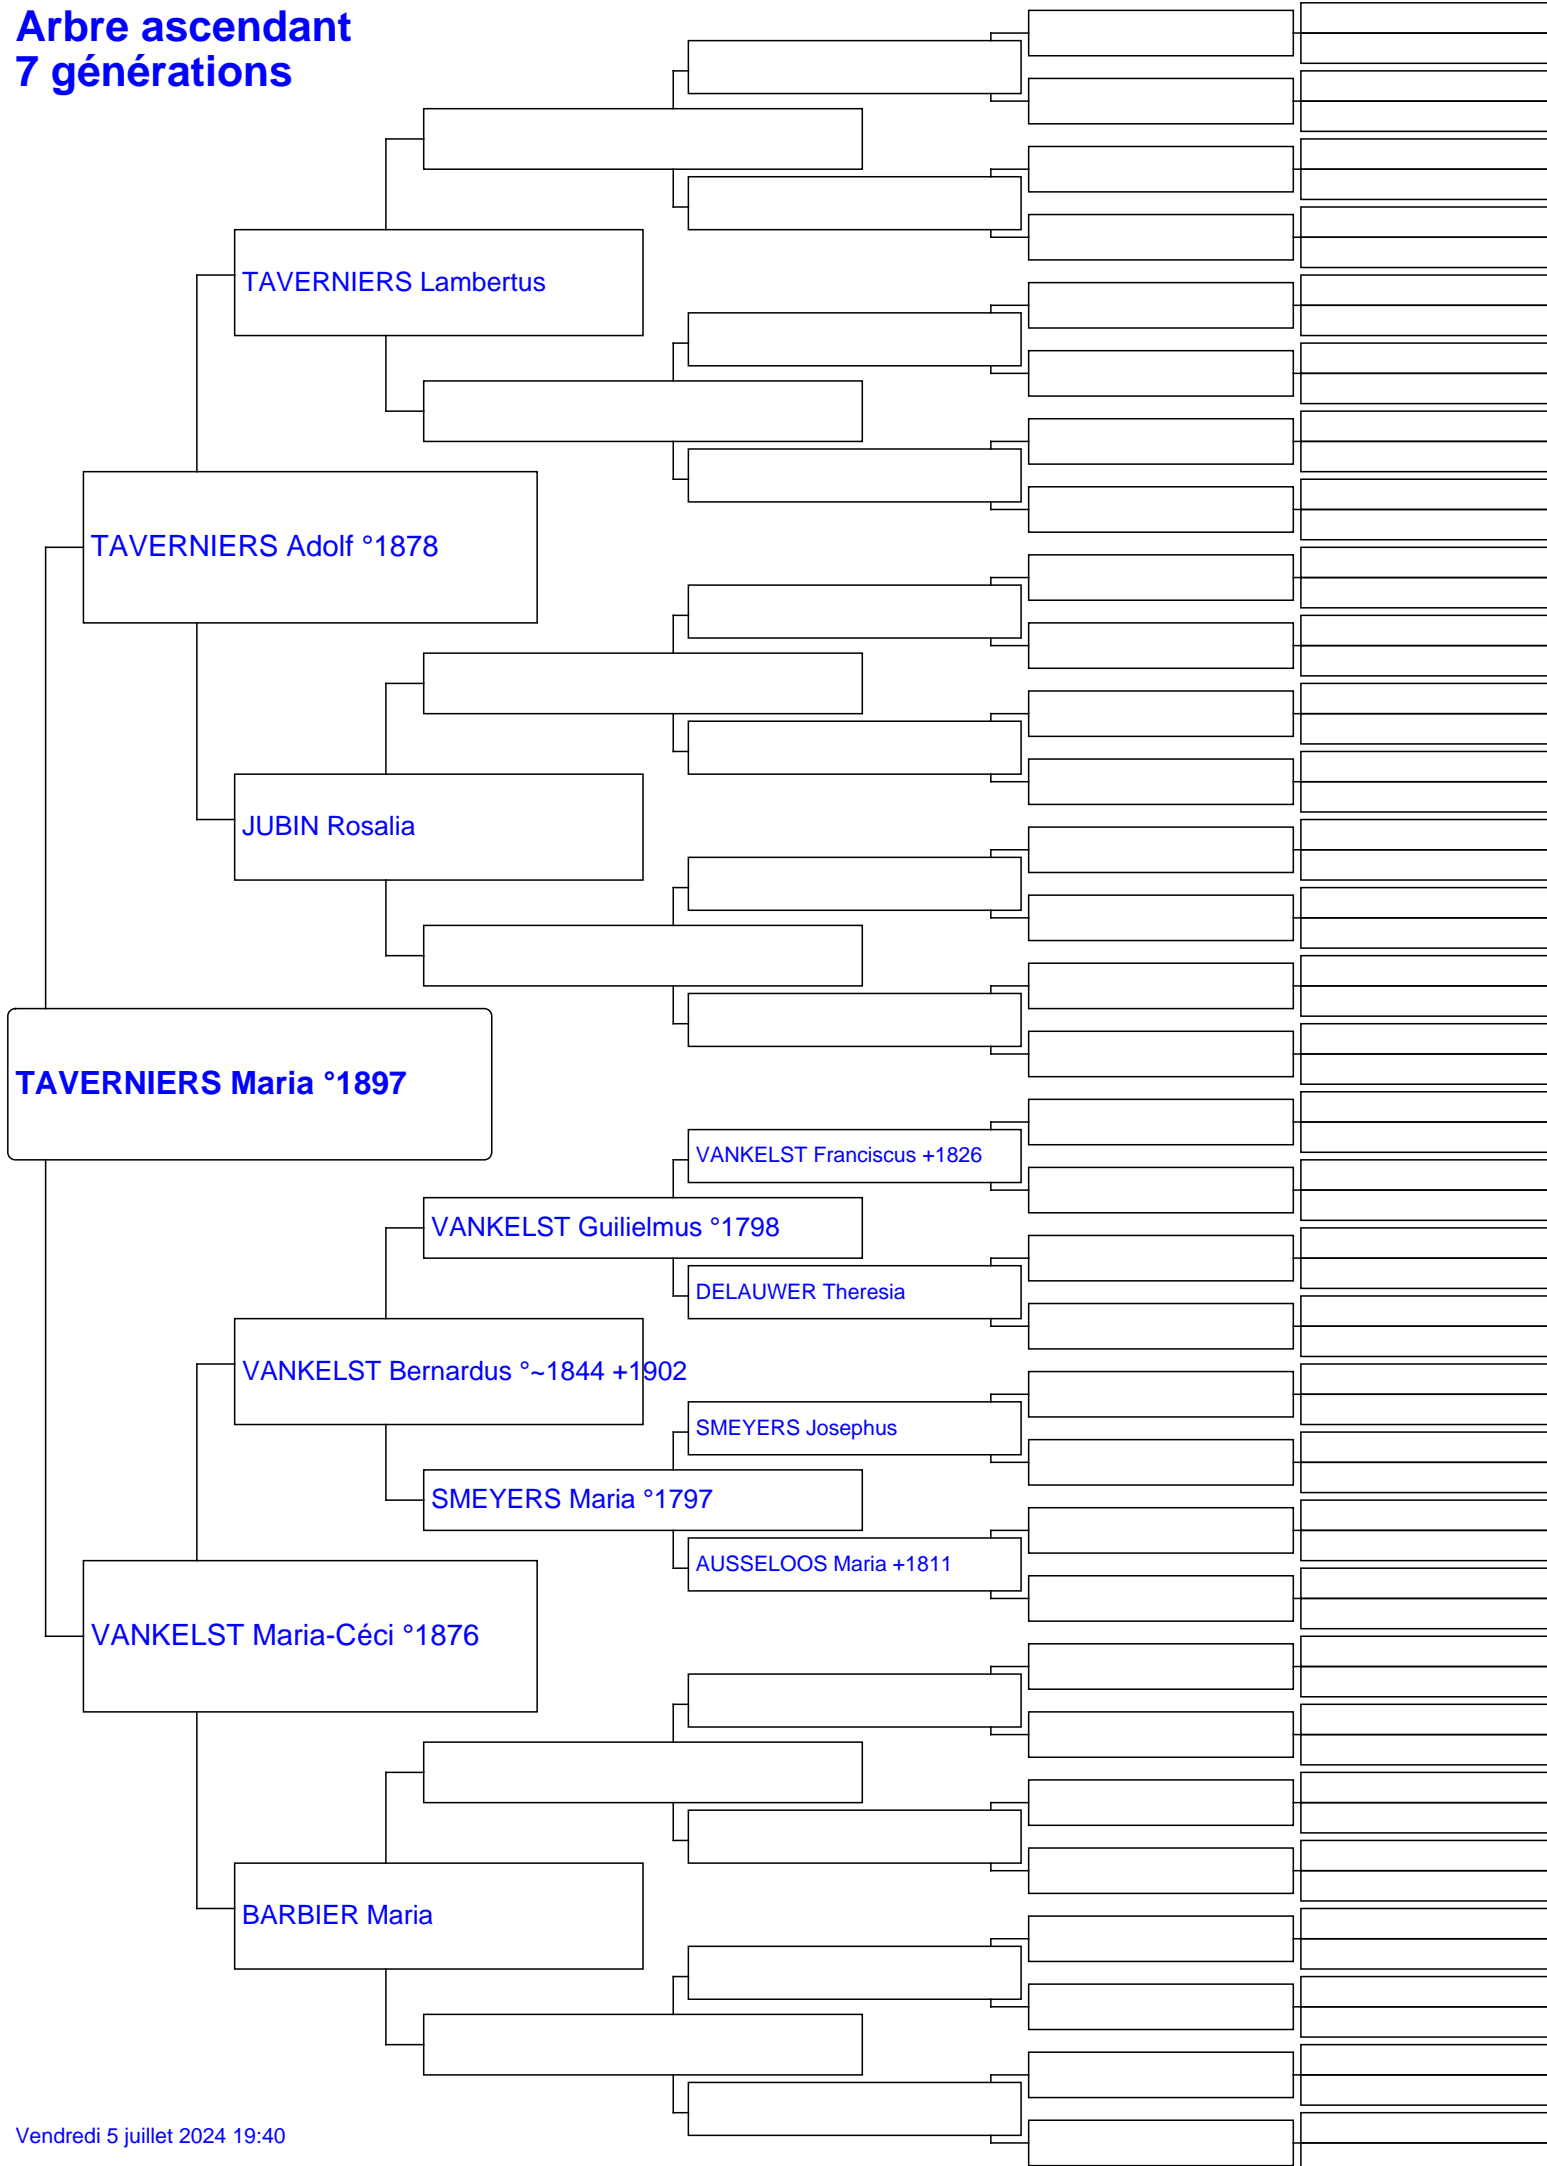 Arbre ascendant
7 générations
TAVERNIERS Lambertus
TAVERNIERS Adolf °1878
JUBIN Rosalia
TAVERNIERS Maria °1897
VANKELST Franciscus +1826
VANKELST Guilielmus °1798
DELAUWER Theresia
VANKELST Bernardus °~1844 +1902
SMEYERS Josephus
SMEYERS Maria °1797
AUSSELOOS Maria +1811
VANKELST Maria-Céci °1876
BARBIER Maria
Vendredi 5 juillet 2024 19:40